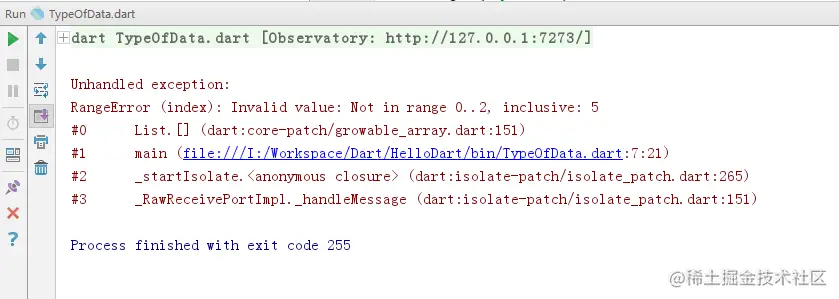 Run TypeOfData.dart
dart TypeOfData.dart [Observatory: http://127.0.0.1:7273/]
Unhandled exception:
RangeError (index): Invalid value: Not in range 0..2, inclusive: 5
#0 List.[] (dart:core-patch/growable_array.dart:151)
#1 main (file:///I:/Workspace/Dart/HelloDart/bin/TypeOfData.dart:7:21)
#2 _startIsolate.<anonymous closure> (dart:isolate-patch/isolate_patch.dart:265)
#3 _RawReceivePortImpl._handleMessage (dart:isolate-patch/isolate_patch.dart:151)
Process finished with exit code 255
@稀土掘金技术社区